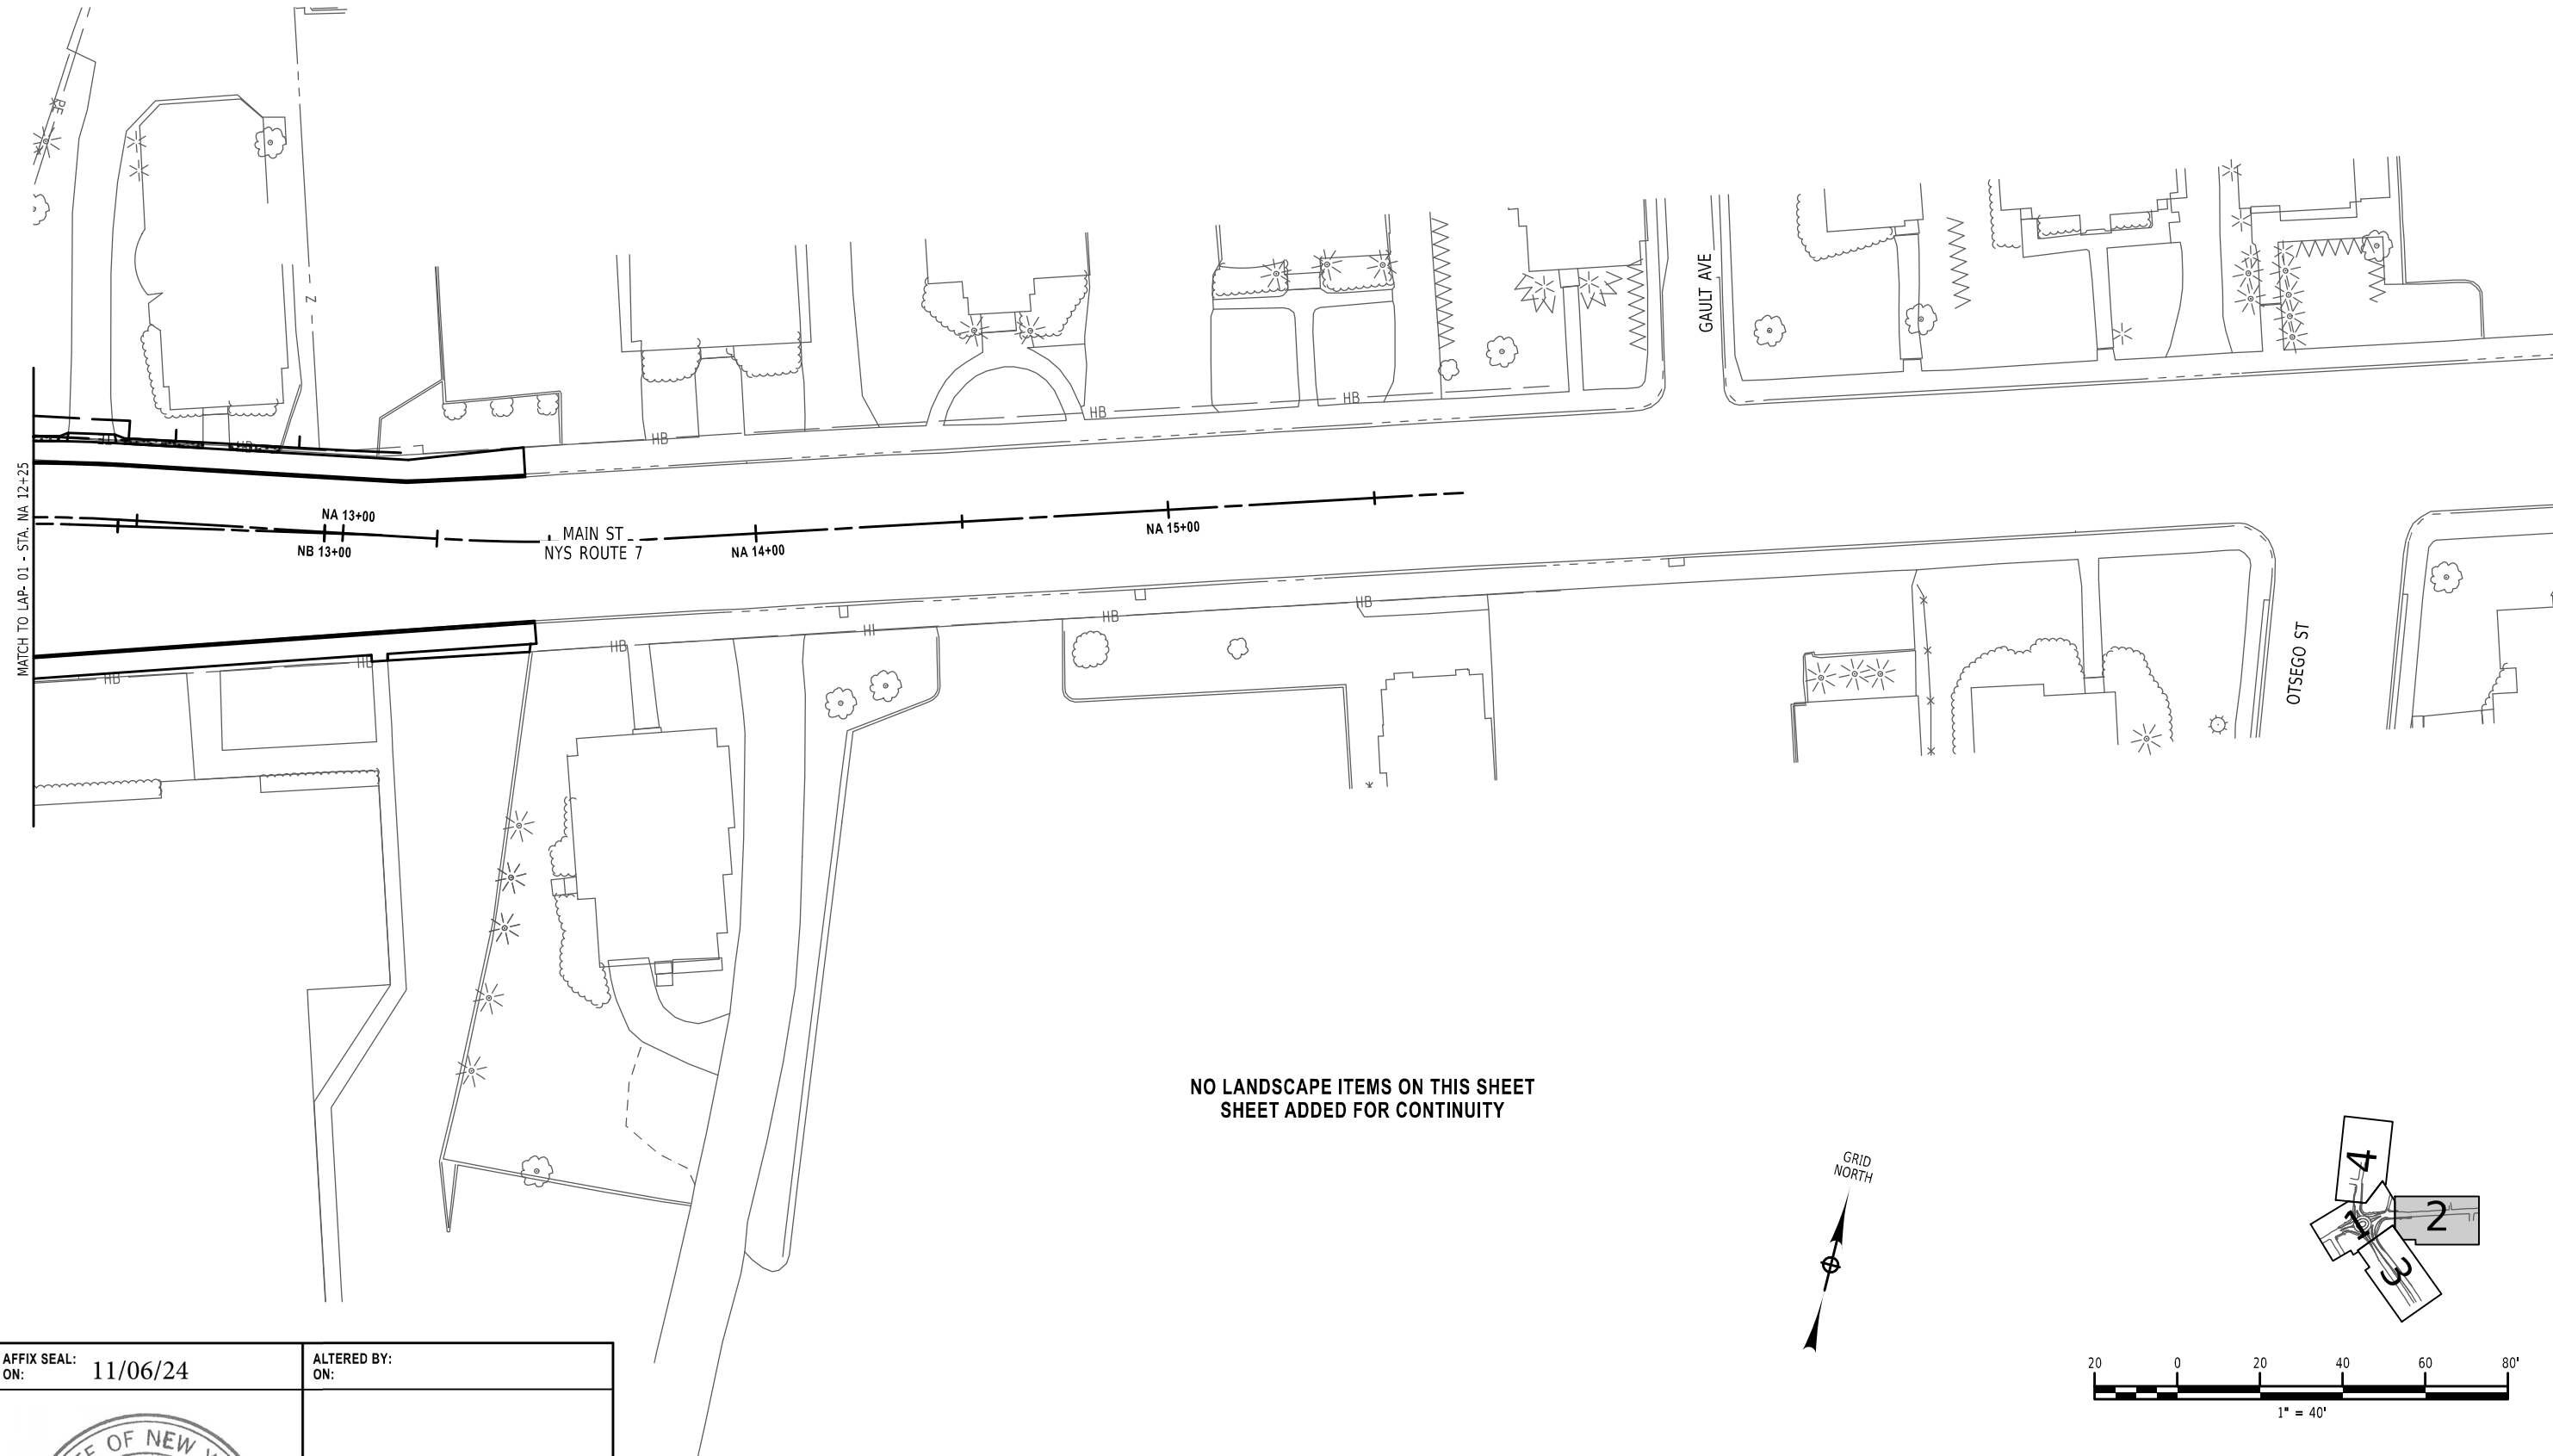 PE
Z
GAULT AVE
HB
HB
HB
HB
MATCH TO LAP- 01 - STA. NA 12+25
NA 13+00
NB 13+00
MAIN ST
NYS ROUTE 7
NA 14+00
NA 15+00
HB
HB
HB
HI
HB
HB
OTSEGO ST
NO LANDSCAPE ITEMS ON THIS SHEET
SHEET ADDED FOR CONTINUITY
GRID
NORTH
4
1
2
3
20 0 20 40 60 80'
1" = 40'
AFFIX SEAL:
ON: 11/06/24
ALTERED BY:
ON:
OF NEW